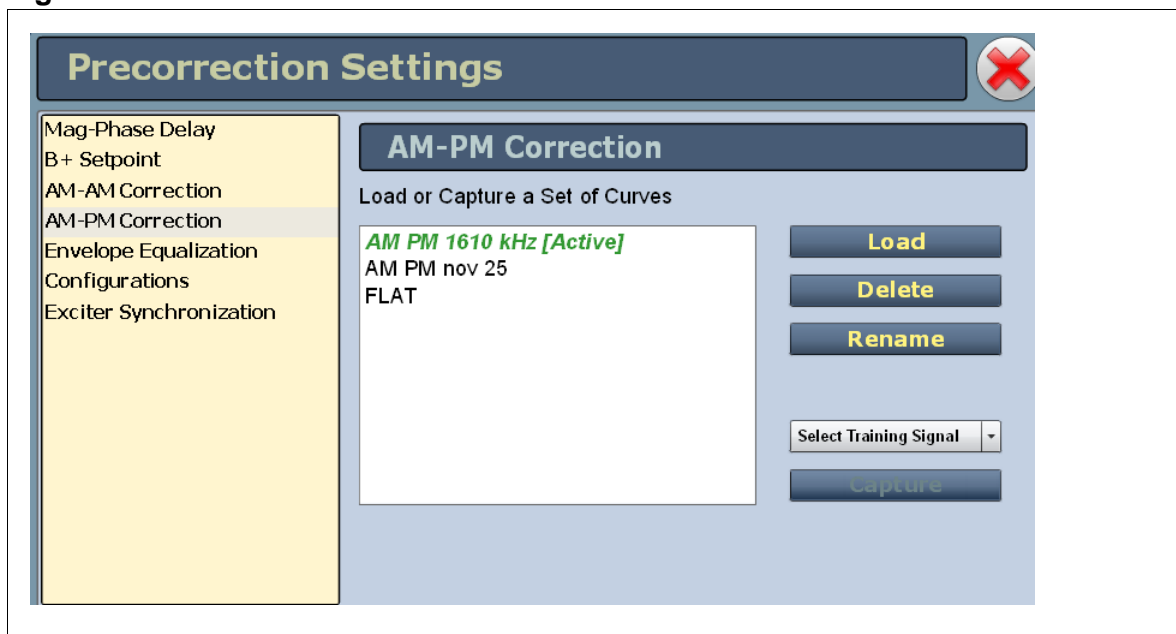 Precorrection Settings
Mag-Phase Delay
B+ Setpoint
AM-AM Correction
AM-PM Correction
Envelope Equalization
Configurations
Exciter Synchronization
AM-PM Correction
Load or Capture a Set of Curves
AM PM 1610 kHz [Active]
AM PM nov 25
FLAT
Load
Delete
Rename
Select Training Signal
Capture